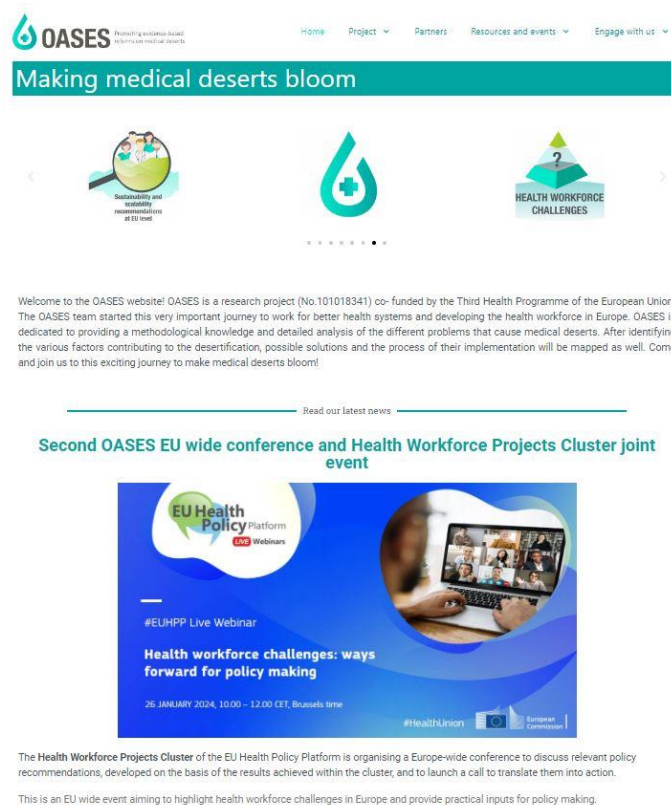 OASES Promoting evidence-based
reforms on medical deserts
Home Project Partners Resources and events Engage with us
Making medical deserts bloom
Sustainability and
scalability
recommendations
at EU level
?
HEALTH WORKFORCE
CHALLENGES
Welcome to the OASES website! OASES is a research project (No.101018341) co- funded by the Third Health Programme of the European Union
The OASES team started this very important journey to work for better health systems and developing the health workforce in Europe. OASES i
dedicated to providing a methodological knowledge and detailed analysis of the different problems that cause medical deserts. After identifyin
the various factors contributing to the desertification, possible solutions and the process of their implementation will be mapped as well. Com
and join us to this exciting journey to make medical deserts bloom!
Read our latest news
Second OASES EU wide conference and Health Workforce Projects Cluster joint
event
EU Health
Policy Platform
LIVE Webinars
#EUHPP Live Webinar
Health workforce challenges: ways
forward for policy making
26 JANUARY 2024, 10.00 – 12.00 CET, Brussels time
#HealthUnion
European
Commission
The Health Workforce Projects Cluster of the EU Health Policy Platform is organising a Europe-wide conference to discuss relevant policy
recommendations, developed on the basis of the results achieved within the cluster, and to launch a call to translate them into action.
This is an EU wide event aiming to highlight health workforce challenges in Europe and provide practical inputs for policy making.